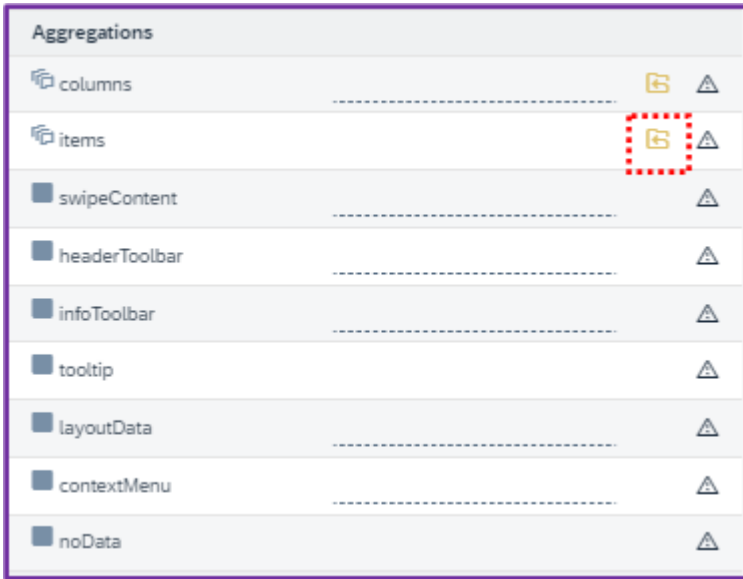 Aggregations
columns
items
swipeContent
headerToolbar
infoToolbar
tooltip
layoutData
contextMenu
noData